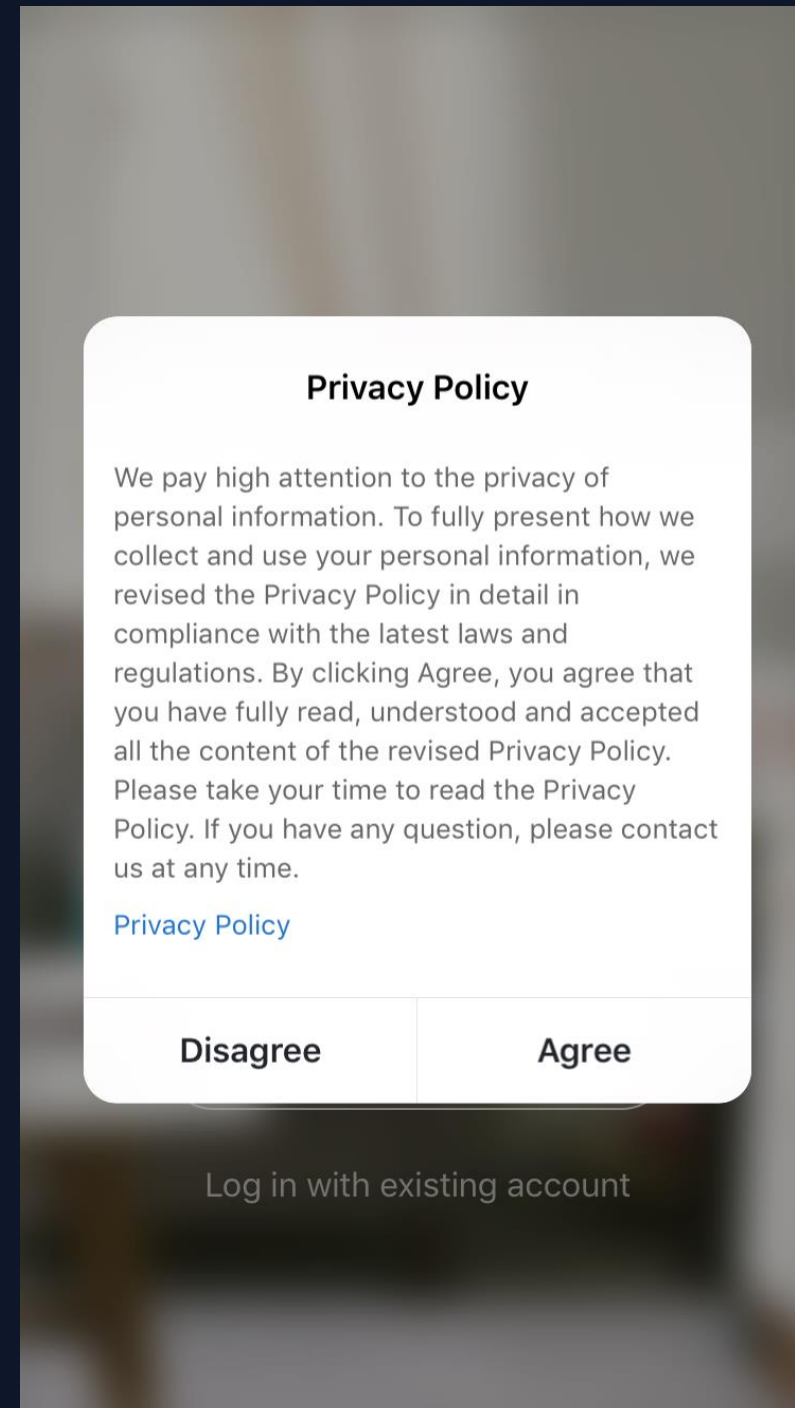 Privacy Policy
We pay high attention to the privacy of
personal information. To fully present how we
collect and use your personal information, we
revised the Privacy Policy in detail in
compliance with the latest laws and
regulations. By clicking Agree, you agree that
you have fully read, understood and accepted
all the content of the revised Privacy Policy.
Please take your time to read the Privacy
Policy. If you have any question, please contact
us at any time.
Privacy Policy
Disagree
Agree
Log in with existing account